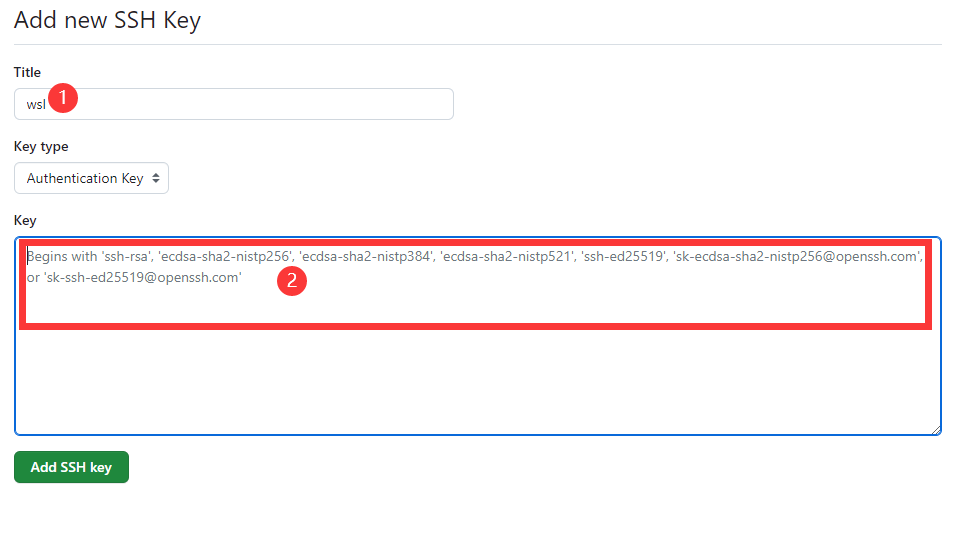 Add new SSH Key
Title
wsl
1
Key type
Authentication Key
Key
Begins with 'ssh-rsa', 'ecdsa-sha2-nistp256', 'ecdsa-sha2-nistp384', 'ecdsa-sha2-nistp521', 'ssh-ed25519', 'sk-ecdsa-sha2-nistp256@openssh.com',
or 'sk-ssh-ed25519@openssh.com'
2
Add SSH key